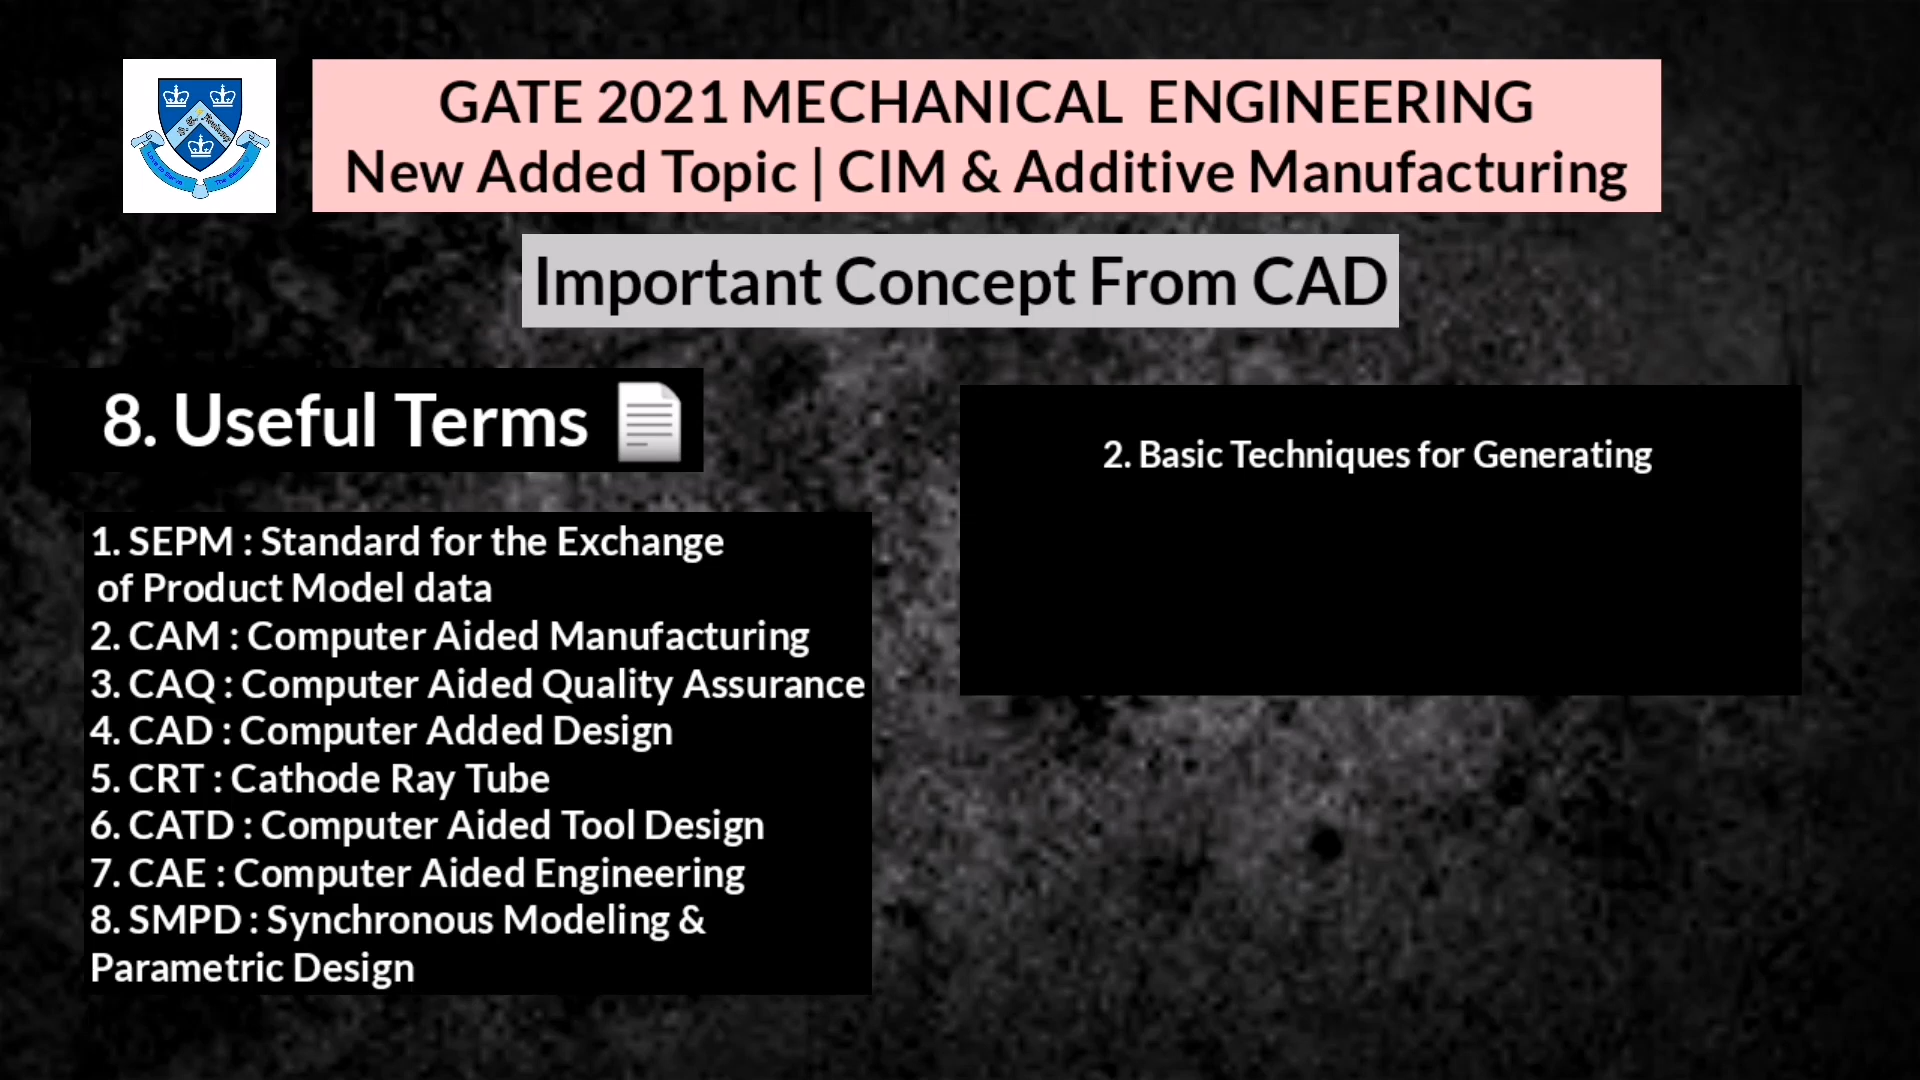 GATE 2021 MECHANICAL ENGINEERING
New Added Topic | CIM & Additive Manufacturing
Important Concept From CAD
8. Useful Terms
1. SEPM : Standard for the Exchange
of Product Model data
2. CAM : Computer Aided Manufacturing
3. CAQ : Computer Aided Quality Assurance
4. CAD : Computer Added Design
5. CRT : Cathode Ray Tube
6. CATD : Computer Aided Tool Design
7. CAE : Computer Aided Engineering
8. SMPD : Synchronous Modeling &
Parametric Design
2. Basic Techniques for Generating